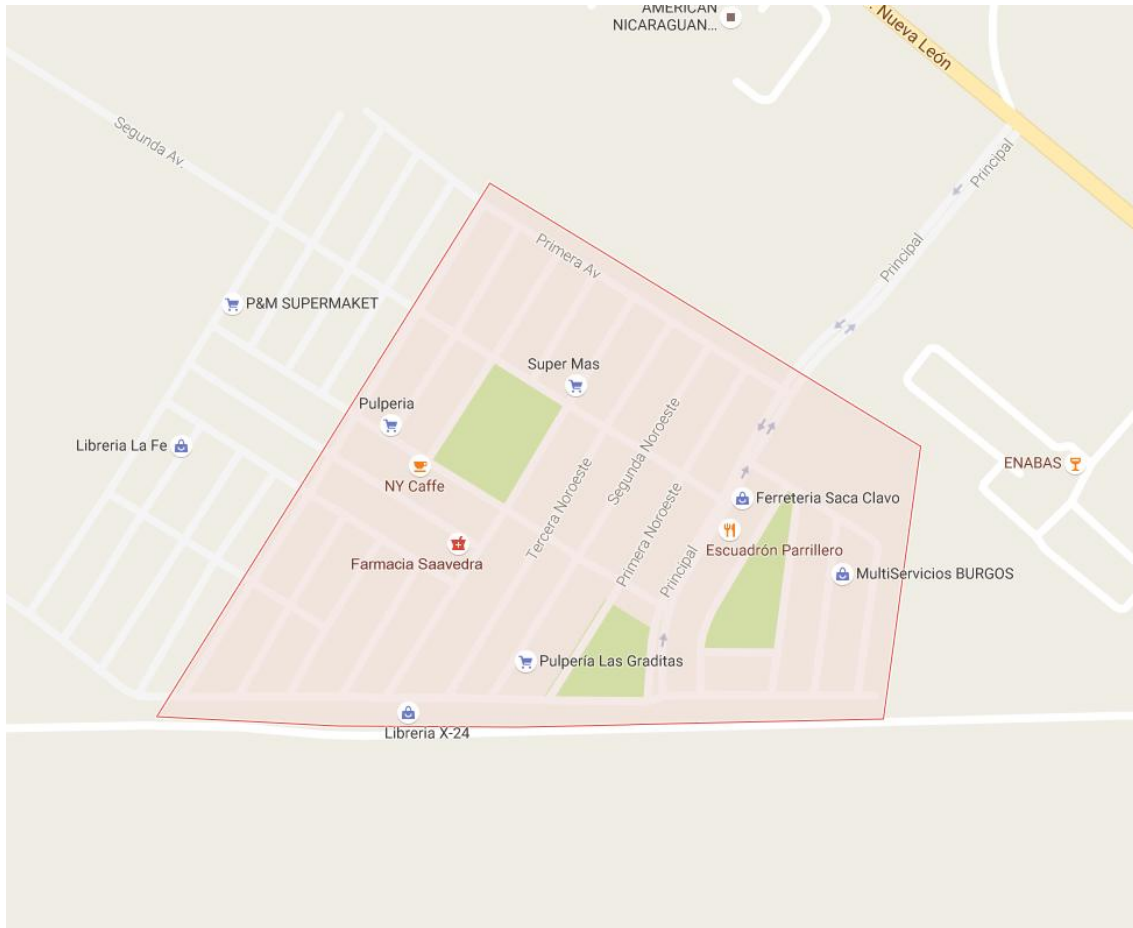 AMERICAN
NICARAGUAN...
Nueva León
Segunda Av.
Principal
Principal
Primera Av
P&M SUPERMAKET
Super Mas
Pulperia
Libreria La Fe
NY Caffe
Segunda Noroeste
Tercera Noroeste
ENABAS
Ferreteria Saca Clavo
Primera Noroeste
Escuadrón Parrillero
Farmacia Saavedra
Principal
MultiServicios BURGOS
Pulpería Las Graditas
Libreria X-24